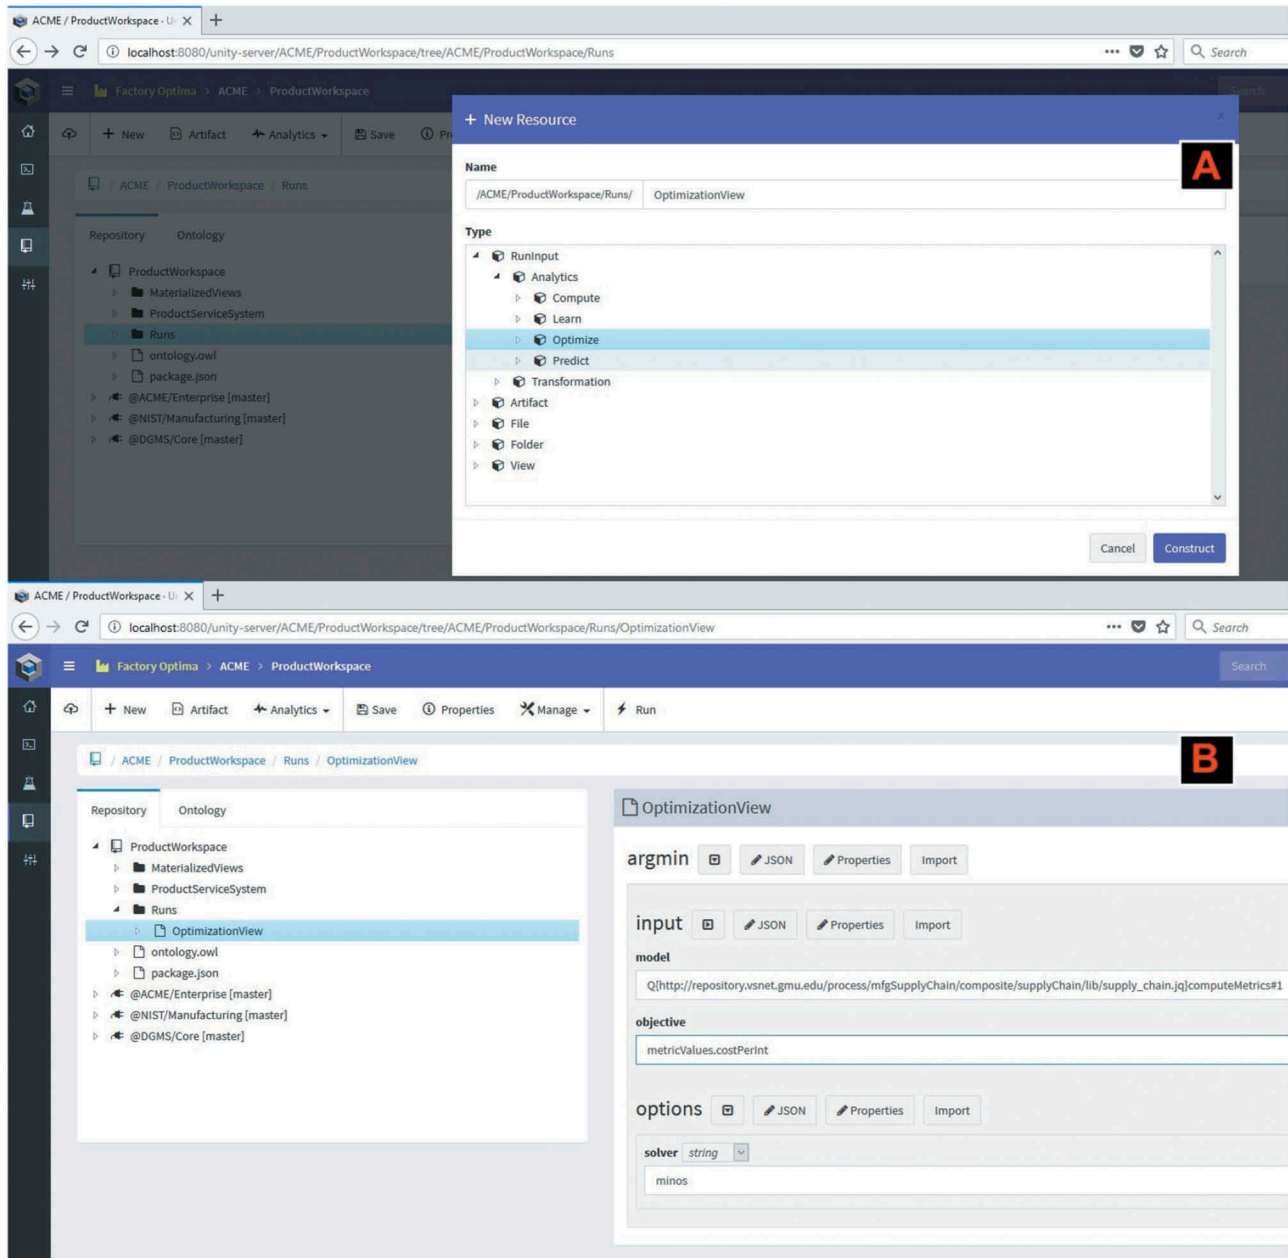 ACME / ProductWorkspace - U
localhost:8080/unity-server/ACME/ProductWorkspace/tree/ACME/ProductWorkspace/Runs
Search
Factory Optima > ACME > ProductWorkspace
Search
+ New Artifact Analytics Save
ACME / ProductWorkspace / Runs
Repository Ontology
ProductWorkspace
MaterializedViews
ProductServiceSystem
Runs
ontology.owl
package.json
@ACME/Enterprise [master]
@NIST/Manufacturing [master]
@DGMS/Core [master]
+ New Resource
A
Name
/ACME/ProductWorkspace/Runs/ OptimizationView
Type
RunInput
Analytics
Compute
Learn
Optimize
Predict
Transformation
Artifact
File
Folder
View
Cancel Construct
ACME / ProductWorkspace - U
localhost:8080/unity-server/ACME/ProductWorkspace/tree/ACME/ProductWorkspace/Runs/OptimizationView
Search
Factory Optima > ACME > ProductWorkspace
Search
+ New Artifact Analytics Save Properties Manage Run
B
/ ACME / ProductWorkspace / Runs / OptimizationView
Repository Ontology
ProductWorkspace
MaterializedViews
ProductServiceSystem
Runs
OptimizationView
ontology.owl
package.json
@ACME/Enterprise [master]
@NIST/Manufacturing [master]
@DGMS/Core [master]
OptimizationView
argmin JSON Properties Import
input JSON Properties Import
model
Q{http://repository.vsnet.gmu.edu/process/mfgSupplyChain/composite/supplyChain/lib/supply_chain.jq}computeMetrics#1
objective
metricValues.costPerInt
options JSON Properties Import
solver string
minos